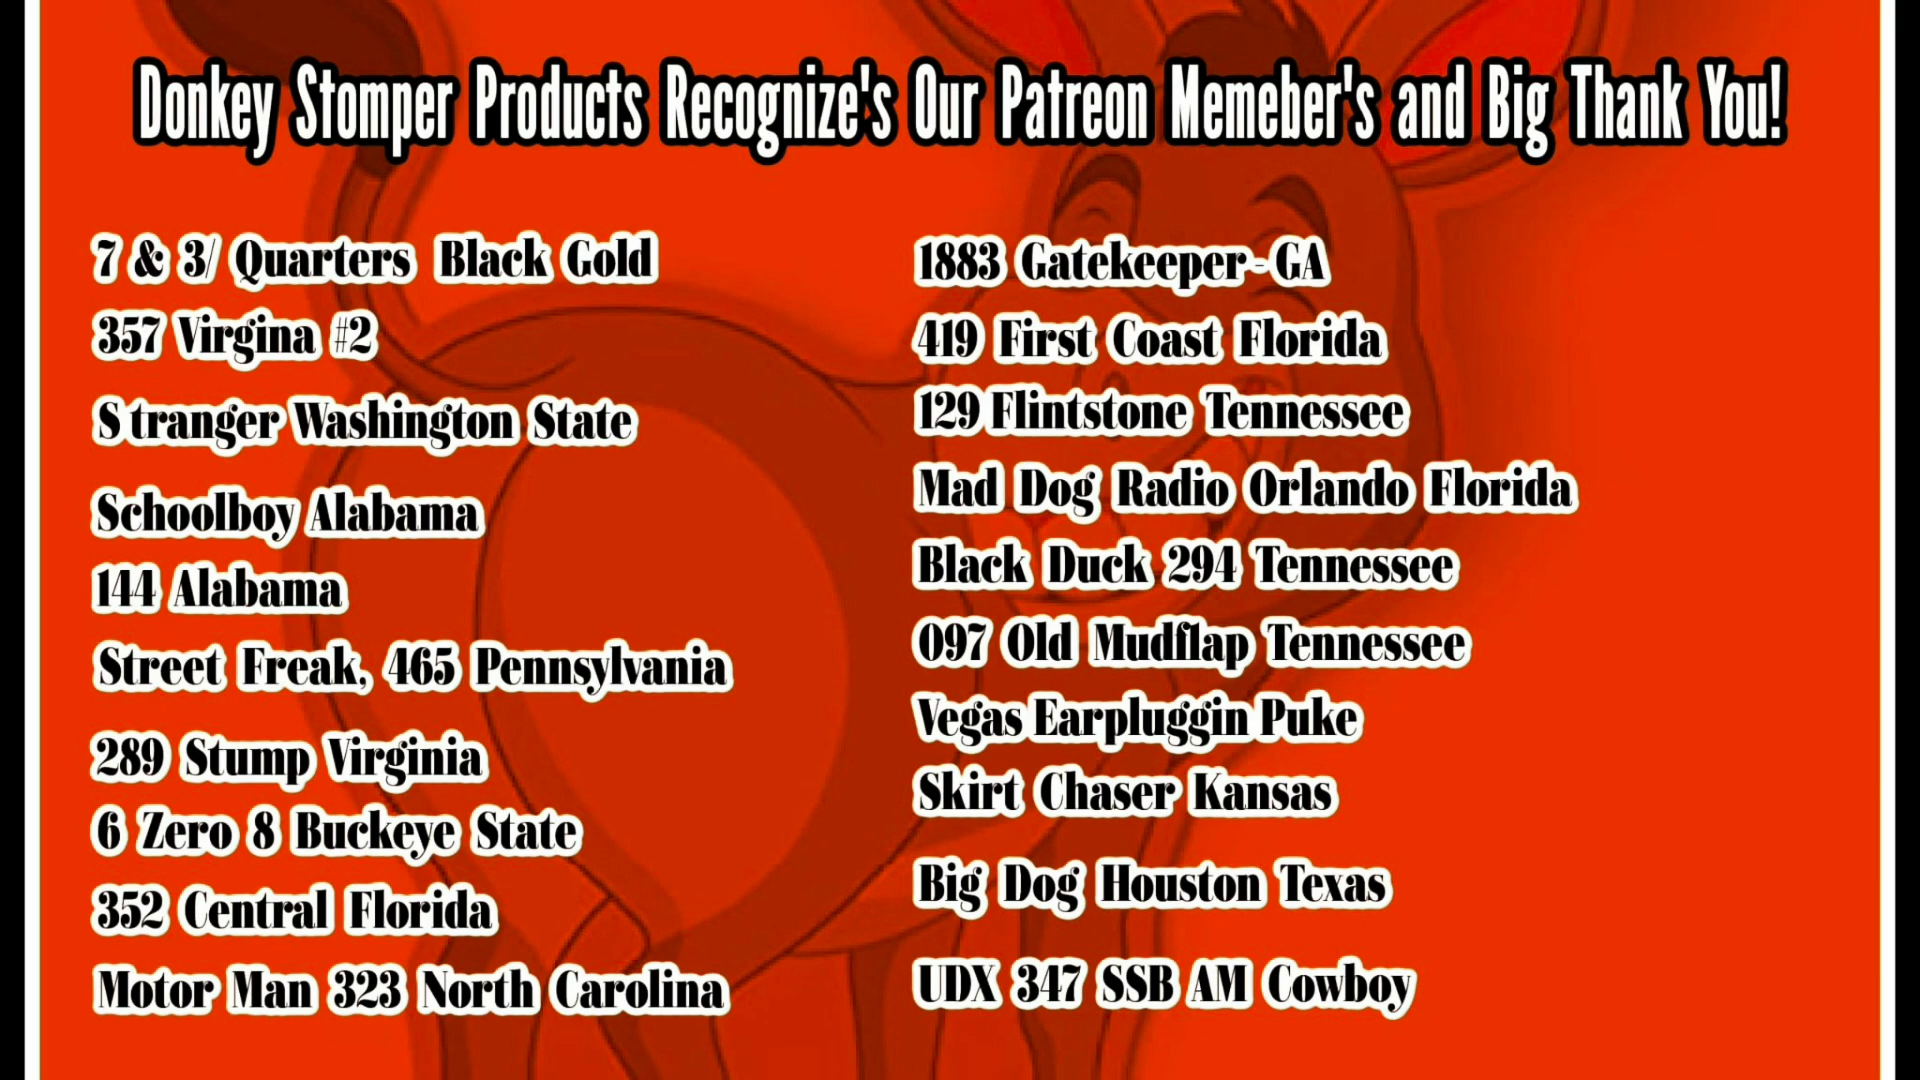 Donkey Stomper Products Recognize's Our Patreon Memeber's and Big Thank You!
7 & 3/ Quarters Black Gold
357 Virgina #2
S tranger Washington State
Schoolboy Alabama
144 Alabama
Street Freak, 465 Pennsylvania
289 Stump Virginia
6 Zero 8 Buckeye State
352 Central Florida
Motor Man 323 North Carolina
1883 Gatekeeper - GA
419 First Coast Florida
129 Flintstone Tennessee
Mad Dog Radio Orlando Florida
Black Duck 294 Tennessee
097 Old Mudflap Tennessee
Vegas Earpluggin Puke
Skirt Chaser Kansas
Big Dog Houston Texas
UDX 347 SSB AM Cowboy